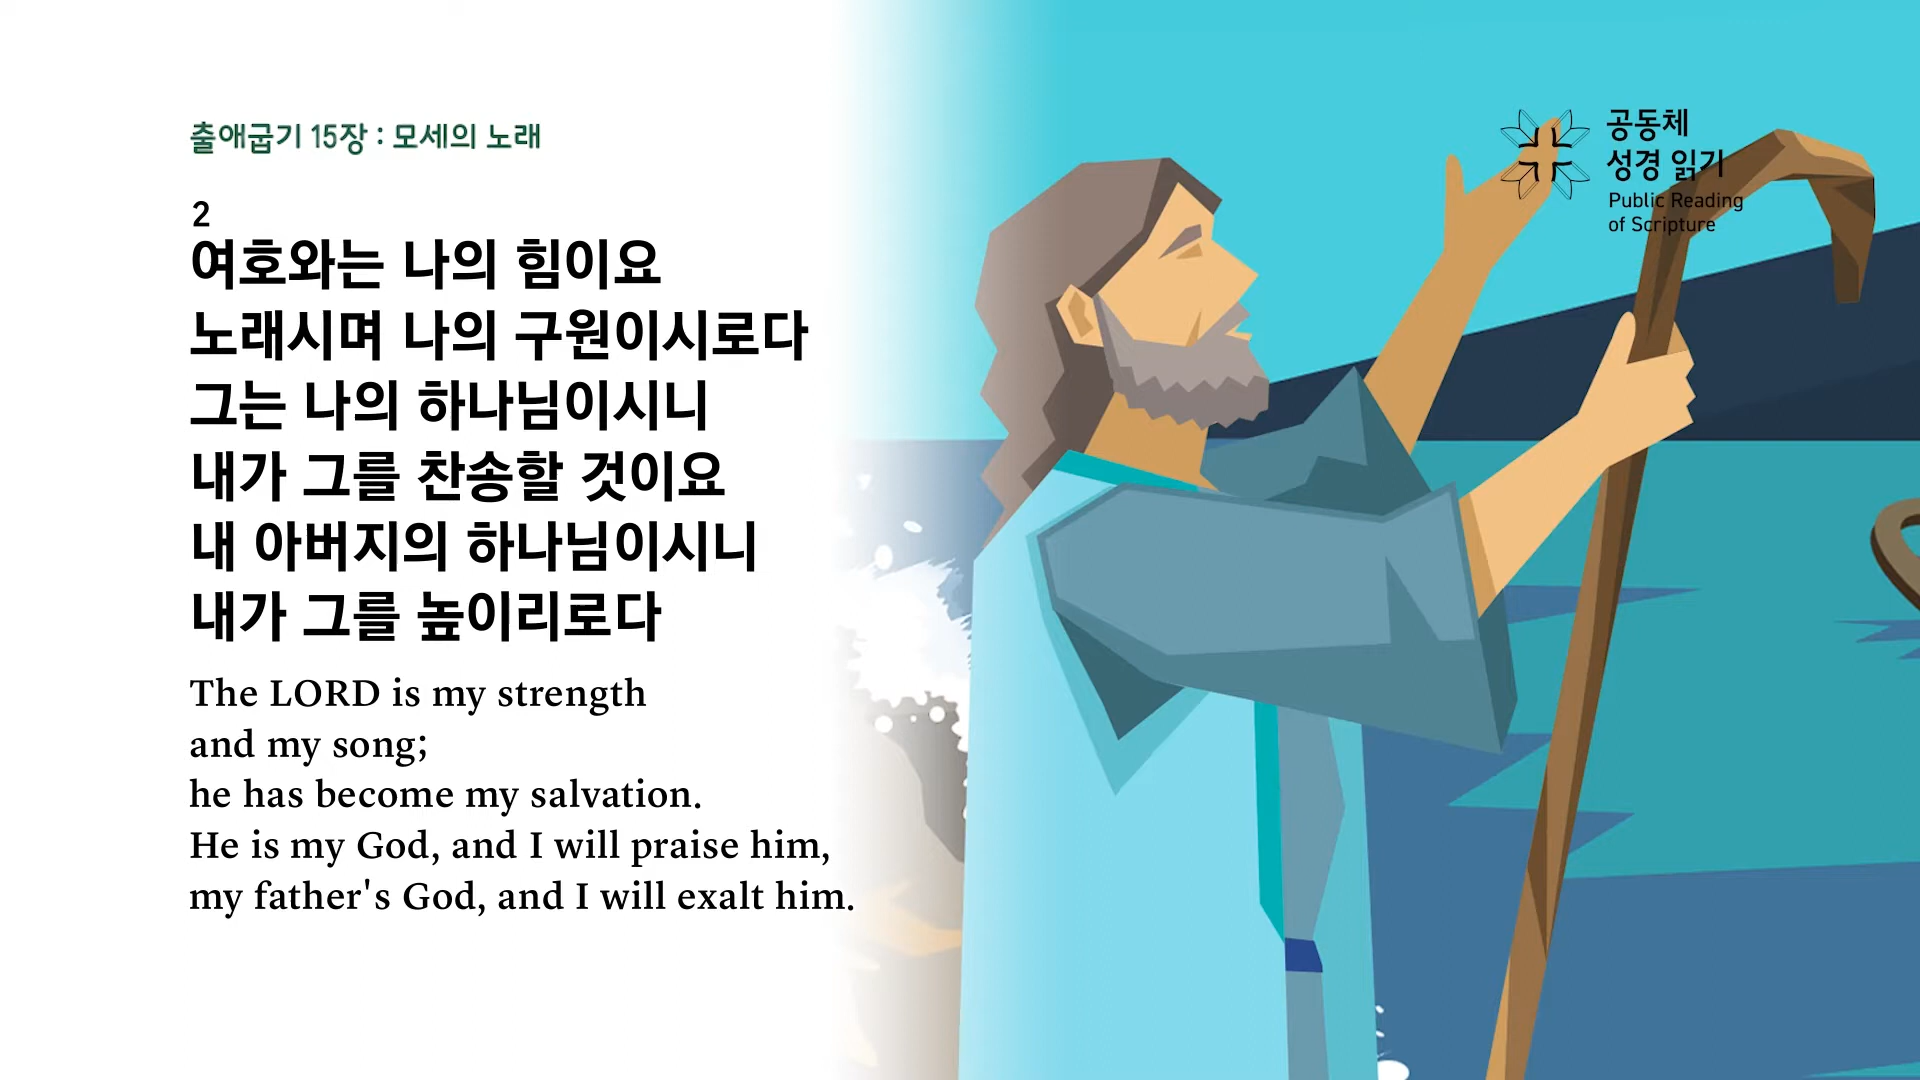 출애굽기 15장 : 모세의 노래
2
여호와는 나의 힘이요
노래시며 나의 구원이시로다
그는 나의 하나님이시니
내가 그를 찬송할 것이요
내 아버지의 하나님이시니
내가 그를 높이리로다
The LORD is my strength
and my song;
he has become my salvation.
He is my God, and I will praise him,
my father's God, and I will exalt him.
공동체
성경 읽기
Public Reading
of Scripture